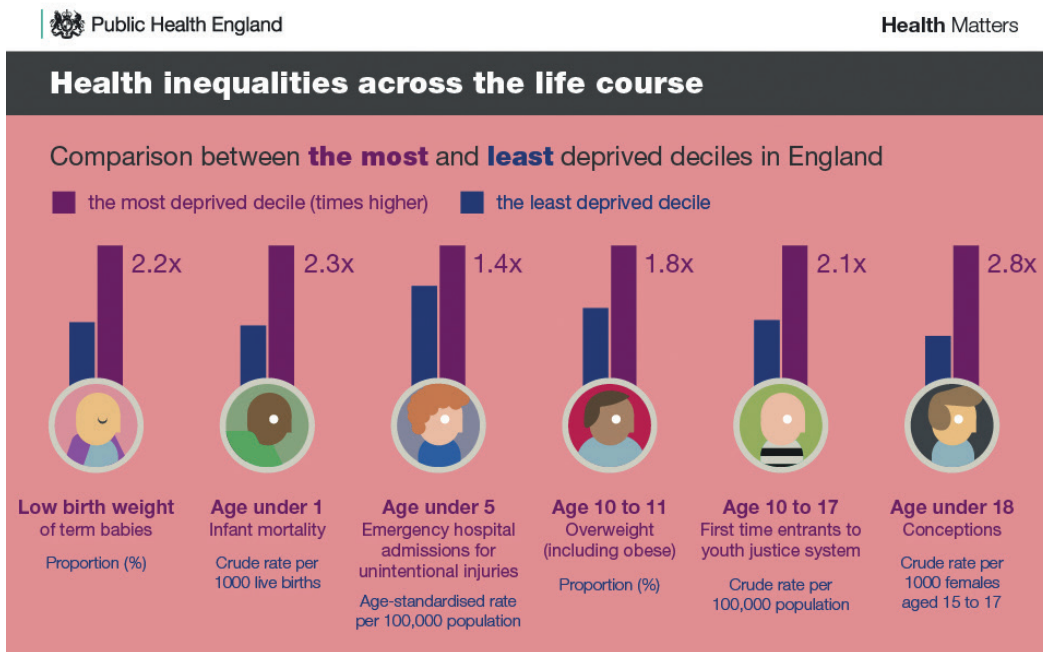 Public Health England
Health Matters
Health inequalities across the life course
Comparison between the most and least deprived deciles in England
the most deprived decile (times higher)
the least deprived decile
2.2x
2.3x
1.4x
1.8x
2.1x
2.8x
Low birth weight
of term babies
Proportion (%)
Age under 1
Infant mortality
Crude rate per
1000 live births
Age under 5
Emergency hospital
admissions for
unintentional injuries
Age-standardised rate
per 100,000 population
Age 10 to 11
Overweight
(including obese)
Proportion (%)
Age 10 to 17
First time entrants to
youth justice system
Crude rate per
100,000 population
Age under 18
Conceptions
Crude rate per
1000 females
aged 15 to 17